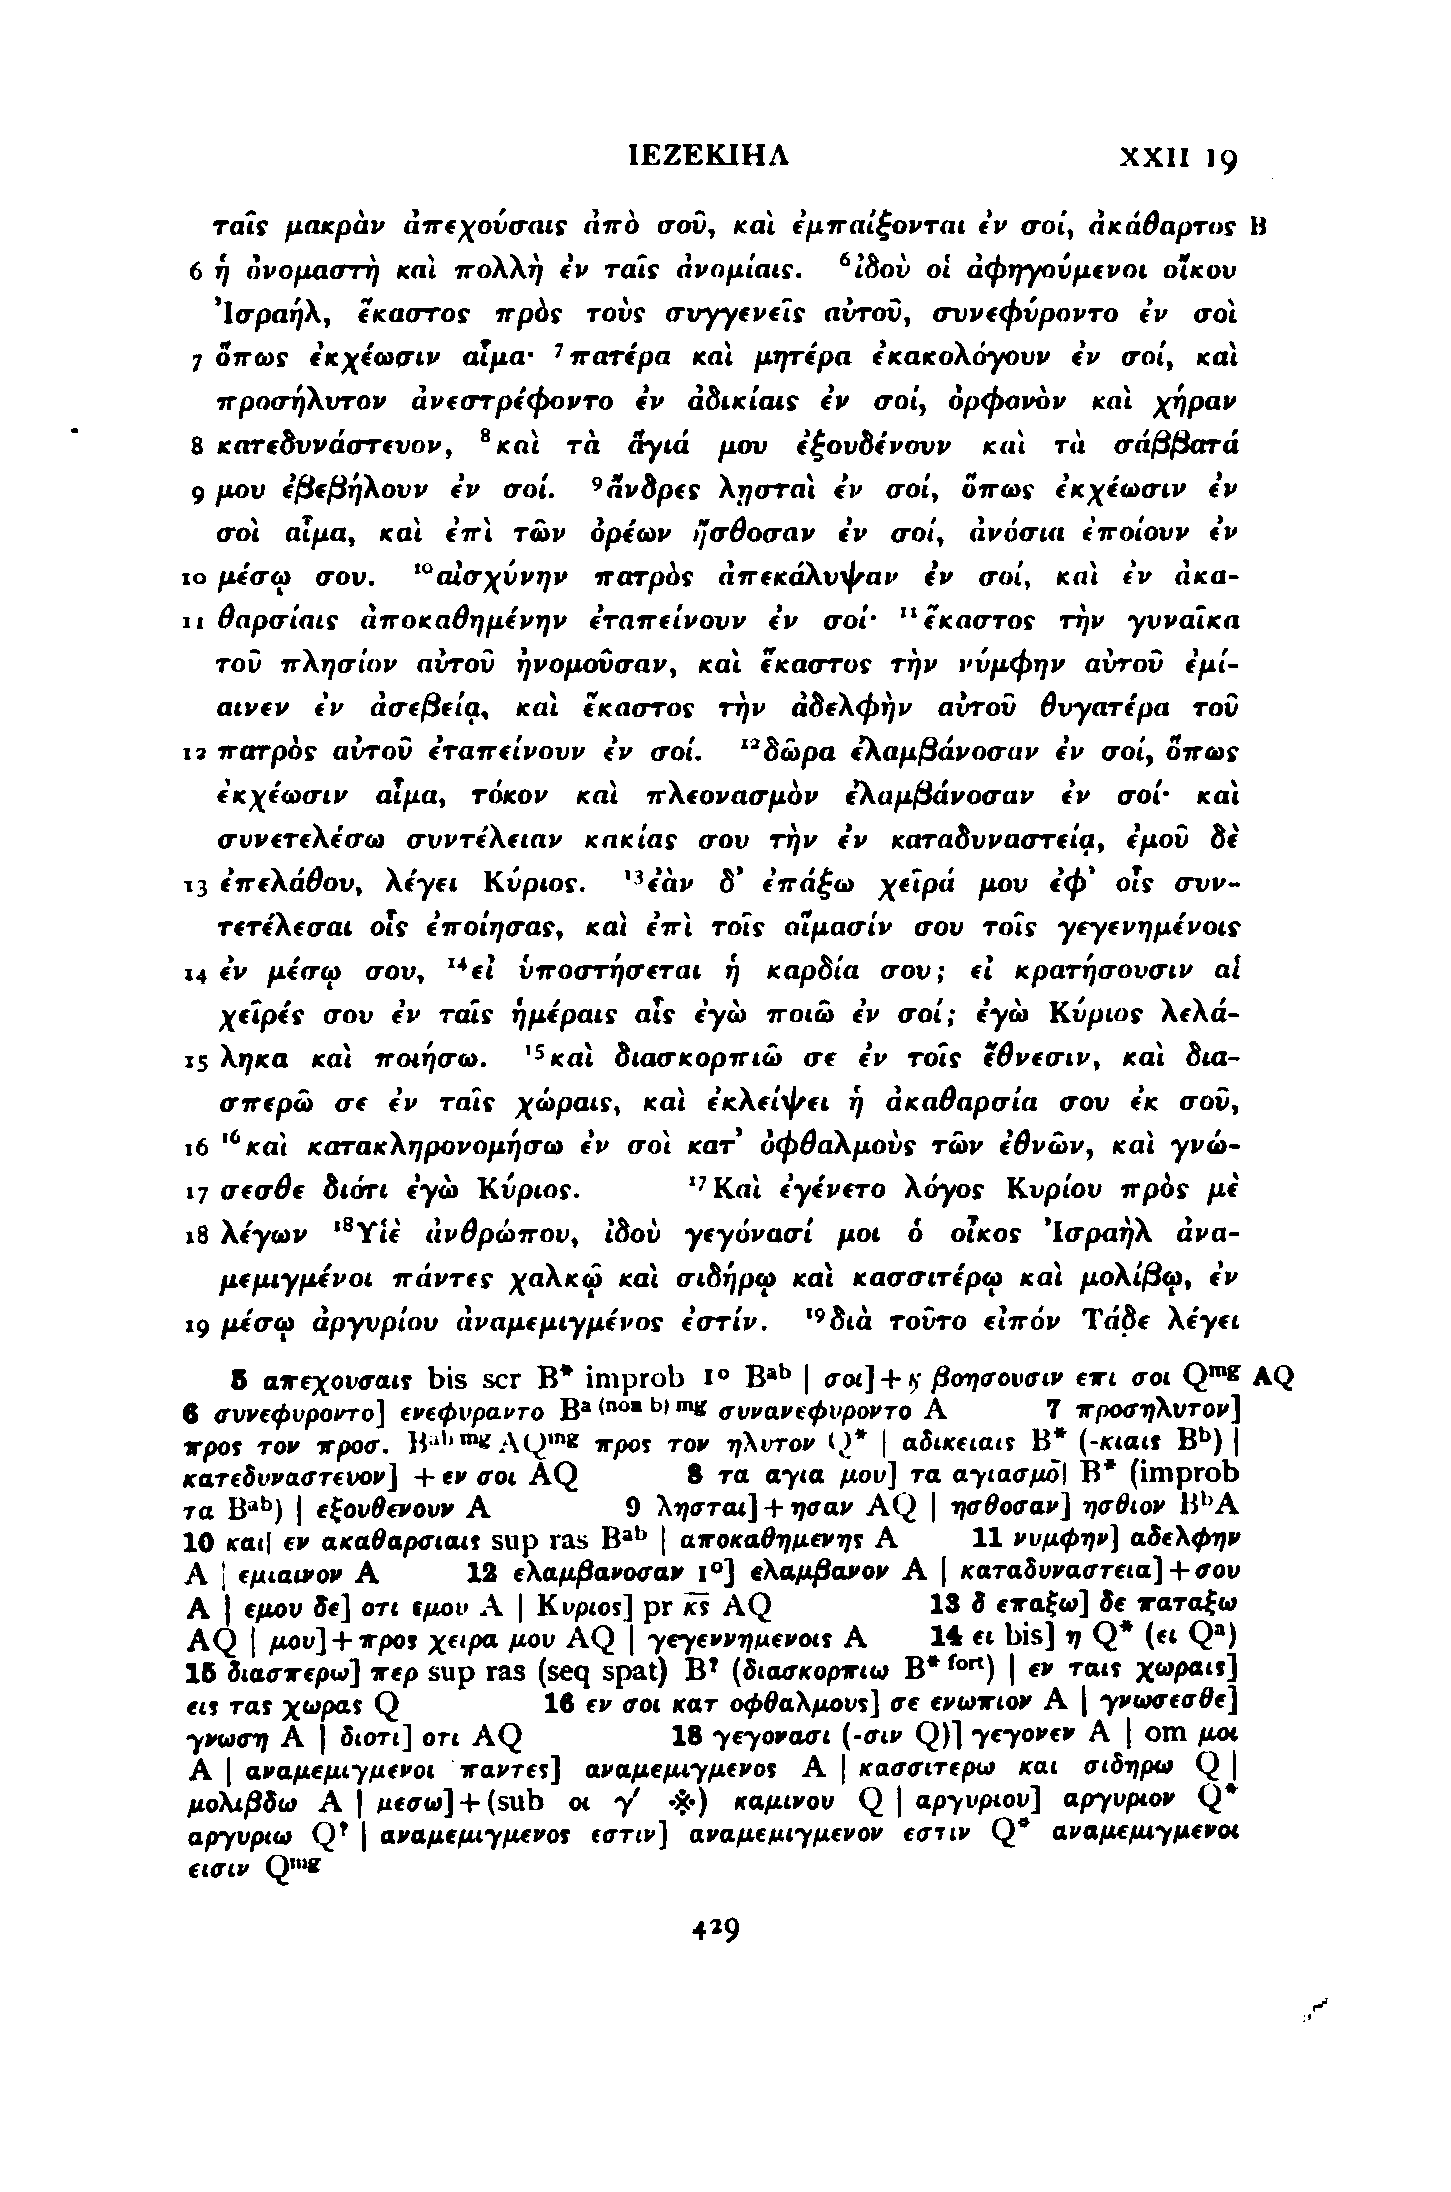 ΙΕΖΕΚΙΗΛ XXII 19
ταῖς μακρὰν ἀπεχούσαις ἀπὸ σοῦ, καὶ ἐμπαίξονται ἐν σοί, ἀκάθαρτος B
6 ἡ ὀνομαστὴ καὶ πολλὴ ἐν ταῖς ἀνομίαις. ⁶ἰδοὺ οἱ ἀφηγούμενοι οἴκου
Ἰσραήλ, ἕκαστος πρὸς τοὺς συγγενεῖς αὐτοῦ, συνεφύροντο ἐν σοὶ
7 ὅπως ἐκχέωσιν αἷμα· ⁷πατέρα καὶ μητέρα ἐκακολόγουν ἐν σοί, καὶ
προσήλυτον ἀνεστρέφοντο ἐν ἀδικίαις ἐν σοί, ὀρφανὸν καὶ χήραν
8 κατεδυνάστευον, ⁸καὶ τὰ ἅγιά μου ἐξουδένουν καὶ τὰ σάββατά
9 μου ἐβεβήλουν ἐν σοί. ⁹ἄνδρες λῃσταὶ ἐν σοί, ὅπως ἐκχέωσιν ἐν
σοὶ αἷμα, καὶ ἐπὶ τῶν ὀρέων ἤσθοσαν ἐν σοί, ἀνόσια ἐποίουν ἐν
10 μέσῳ σου. ¹⁰αἰσχύνην πατρὸς ἀπεκάλυψαν ἐν σοί, καὶ ἐν ἀκα-
11 θαρσίαις ἀποκαθημένην ἐταπείνουν ἐν σοί· ¹¹ἕκαστος τὴν γυναῖκα
τοῦ πλησίον αὐτοῦ ἠνομοῦσαν, καὶ ἕκαστος τὴν νύμφην αὐτοῦ ἐμί-
αινεν ἐν ἀσεβείᾳ, καὶ ἕκαστος τὴν ἀδελφὴν αὐτοῦ θυγατέρα τοῦ
12 πατρὸς αὐτοῦ ἐταπείνουν ἐν σοί. ¹²δῶρα ἐλαμβάνοσαν ἐν σοί, ὅπως
ἐκχέωσιν αἷμα, τόκον καὶ πλεονασμὸν ἐλαμβάνοσαν ἐν σοί· καὶ
συνετελέσω συντέλειαν κακίας σου τὴν ἐν καταδυναστείᾳ, ἐμοῦ δὲ
13 ἐπελάθου, λέγει Κύριος. ¹³ἐὰν δ’ ἐπάξω χεῖρά μου ἐφ’ οἷς συν-
τετέλεσαι οἷς ἐποίησας, καὶ ἐπὶ τοῖς αἵμασίν σου τοῖς γεγενημένοις
14 ἐν μέσῳ σου, ¹⁴εἰ ὑποστήσεται ἡ καρδία σου; εἰ κρατήσουσιν αἱ
χεῖρές σου ἐν ταῖς ἡμέραις αἷς ἐγὼ ποιῶ ἐν σοί; ἐγὼ Κύριος λελά-
15 ληκα καὶ ποιήσω. ¹⁵καὶ διασκορπιῶ σε ἐν τοῖς ἔθνεσιν, καὶ δια-
σπερῶ σε ἐν ταῖς χώραις, καὶ ἐκλείψει ἡ ἀκαθαρσία σου ἐκ σοῦ,
16 ¹⁶καὶ κατακληρονομήσω ἐν σοὶ κατ’ ὀφθαλμοὺς τῶν ἐθνῶν, καὶ γνώ-
17 σεσθε διότι ἐγὼ Κύριος. ¹⁷Καὶ ἐγένετο λόγος Κυρίου πρὸς μὲ
18 λέγων ¹⁸Υἱὲ ἀνθρώπου, ἰδοὺ γεγόνασί μοι ὁ οἶκος Ἰσραὴλ ἀνα-
μεμιγμένοι πάντες χαλκῷ καὶ σιδήρῳ καὶ κασσιτέρῳ καὶ μολίβῳ, ἐν
19 μέσῳ ἀργυρίου ἀναμεμιγμένος ἐστίν. ¹⁹διὰ τοῦτο εἰπόν Τάδε λέγει
5 απεχουσαις bis scr B* improb 1° Bᵃᵇ | σοι]+ϗ βοησουσιν επι σοι Qᵐᵍ AQ
6 συνεφυροντο] ενεφυραντο Bᵃ ⁽ⁿᵒⁿ ᵇ⁾ ᵐᵍ συνανεφυροντο A 7 προσηλυτον]
προς τον προσ. Bᵃᵇ ᵐᵍ AQᵐᵍ προς τον ηλυτον Q* | αδικειαις B* (-κιαις Bᵇ) |
κατεδυναστευον] +εν σοι AQ 8 τα αγια μου] τα αγιασμο̄| B* (improb
τα Bᵃᵇ) | εξουθενουν A 9 λησται]+ησαν AQ | ησθοσαν] ησθιον BᵇA
10 και| εν ακαθαρσιαις sup ras Bᵃᵇ | αποκαθημενης A 11 νυμφην] αδελφην
A | εμιαινον A 12 ελαμβανοσαν 1°] ελαμβανον A | καταδυναστεια]+σου
A | εμου δε] οτι εμου A | Κυριος] pr κ̅ς̅ AQ 13 δ επαξω] δε παταξω
AQ | μου]+προς χειρα μου AQ | γεγεννημενοις A 14 ει bis] η Q* (ει Qᵃ)
15 διασπερω] περ sup ras (seq spat) B? (διασκορπιω B* ᶠᵒʳᵗ) | εν ταις χωραις]
εις τας χωρας Q 16 εν σοι κατ οφθαλμους] σε ενωπιον A | γνωσεσθε]
γνωση A | διοτι] οτι AQ 18 γεγονασι (-σιν Q)] γεγονεν A | om μοι
A | αναμεμιγμενοι παντες] αναμεμιγμενος A | κασσιτερω και σιδηρω Q |
μολιβδω A | μεσω]+(sub οι γ′ ※) καμινου Q | αργυριου] αργυριον Q*
αργυριω Q? | αναμεμιγμενος εστιν] αναμεμιγμενον εστιν Q* αναμεμιγμενοι
εισιν Qᵐᵍ
429